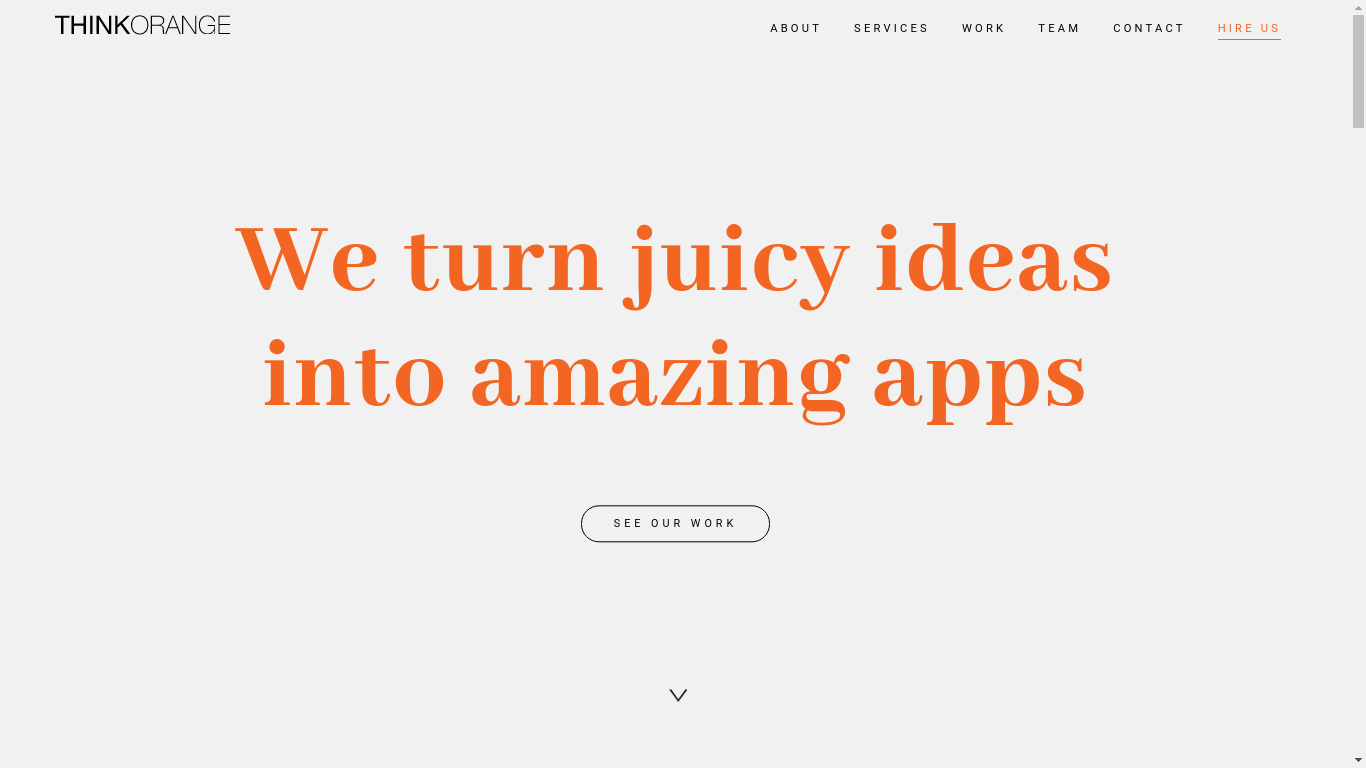 THINKORANGE
ABOUT SERVICES WORK TEAM CONTACT HIRE US
We turn juicy ideas
into amazing apps
SEE OUR WORK